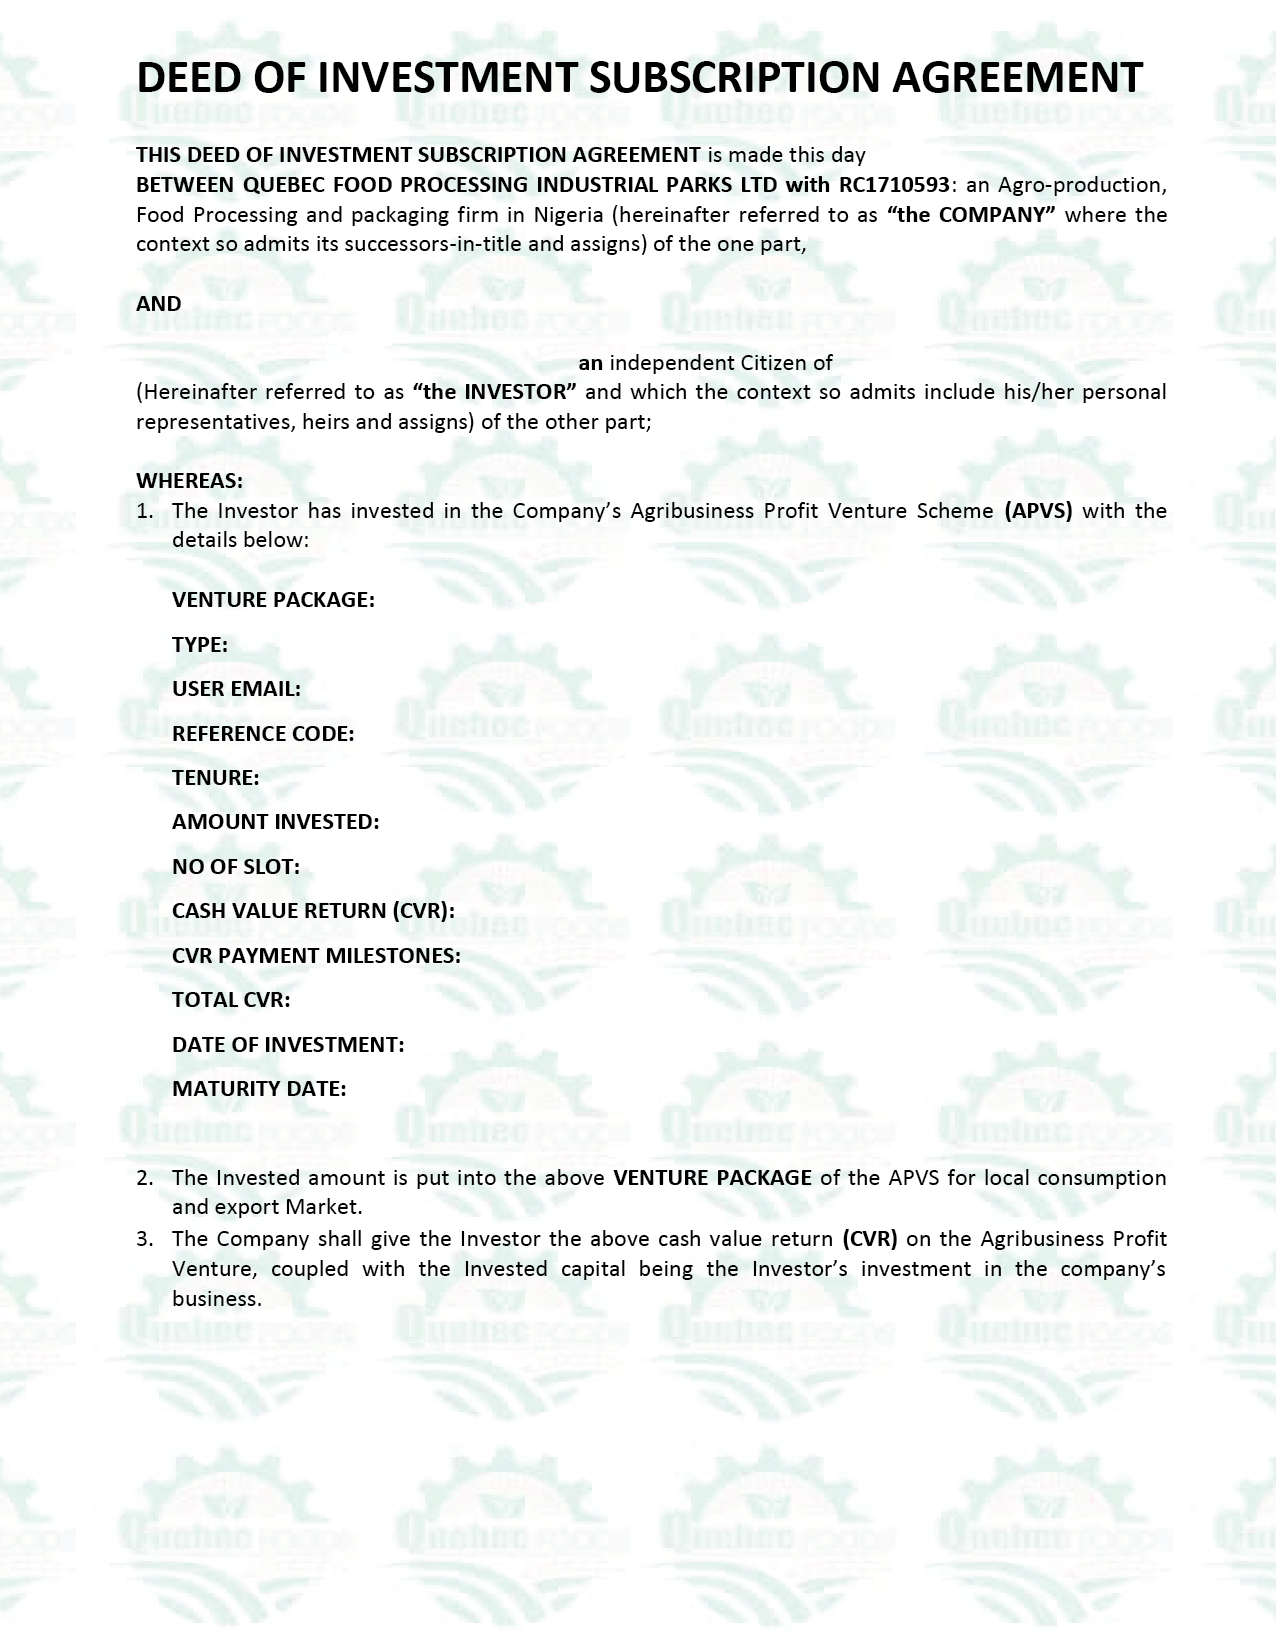 DEED OF INVESTMENT SUBSCRIPTION AGREEMENT
THIS DEED OF INVESTMENT SUBSCRIPTION AGREEMENT is made this day
BETWEEN QUEBEC FOOD PROCESSING INDUSTRIAL PARKS LTD with RC1710593: an Agro-production,
Food Processing and packaging firm in Nigeria (hereinafter referred to as “the COMPANY” where the
context so admits its successors-in-title and assigns) of the one part,
AND
an independent Citizen of
(Hereinafter referred to as “the INVESTOR” and which the context so admits include his/her personal
representatives, heirs and assigns) of the other part;
WHEREAS:
1. The Investor has invested in the Company’s Agribusiness Profit Venture Scheme (APVS) with the
details below:
VENTURE PACKAGE:
TYPE:
USER EMAIL:
REFERENCE CODE:
TENURE:
AMOUNT INVESTED:
NO OF SLOT:
CASH VALUE RETURN (CVR):
CVR PAYMENT MILESTONES:
TOTAL CVR:
DATE OF INVESTMENT:
MATURITY DATE:
2. The Invested amount is put into the above VENTURE PACKAGE of the APVS for local consumption
and export Market.
3. The Company shall give the Investor the above cash value return (CVR) on the Agribusiness Profit
Venture, coupled with the Invested capital being the Investor’s investment in the company’s
business.
Quebec FOODS